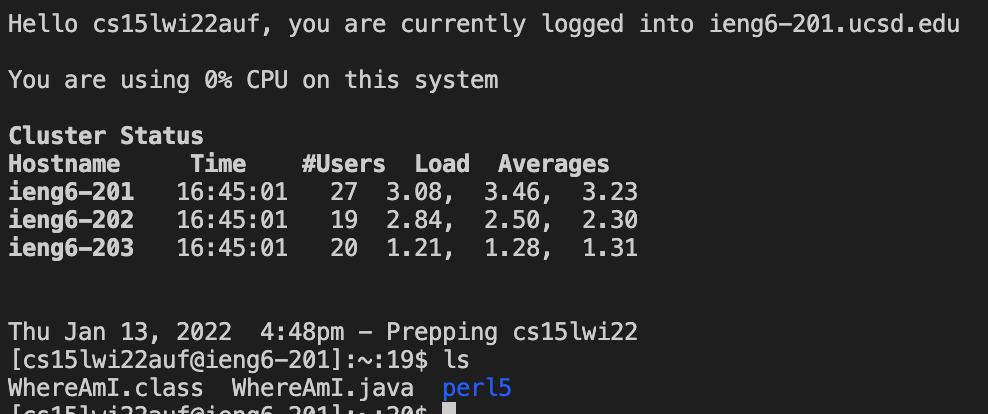 Hello cs15lwi22auf, you are currently logged into ieng6-201.ucsd.edu
You are using 0% CPU on this system
Cluster Status
Hostname     Time    #Users  Load  Averages
ieng6-201   16:45:01   27  3.08,  3.46,  3.23
ieng6-202   16:45:01   19  2.84,  2.50,  2.30
ieng6-203   16:45:01   20  1.21,  1.28,  1.31
Thu Jan 13, 2022  4:48pm - Prepping cs15lwi22
[cs15lwi22auf@ieng6-201]:~:19$ ls
WhereAmI.class  WhereAmI.java  perl5
[cs15lwi22auf@ieng6-201]:~:20$